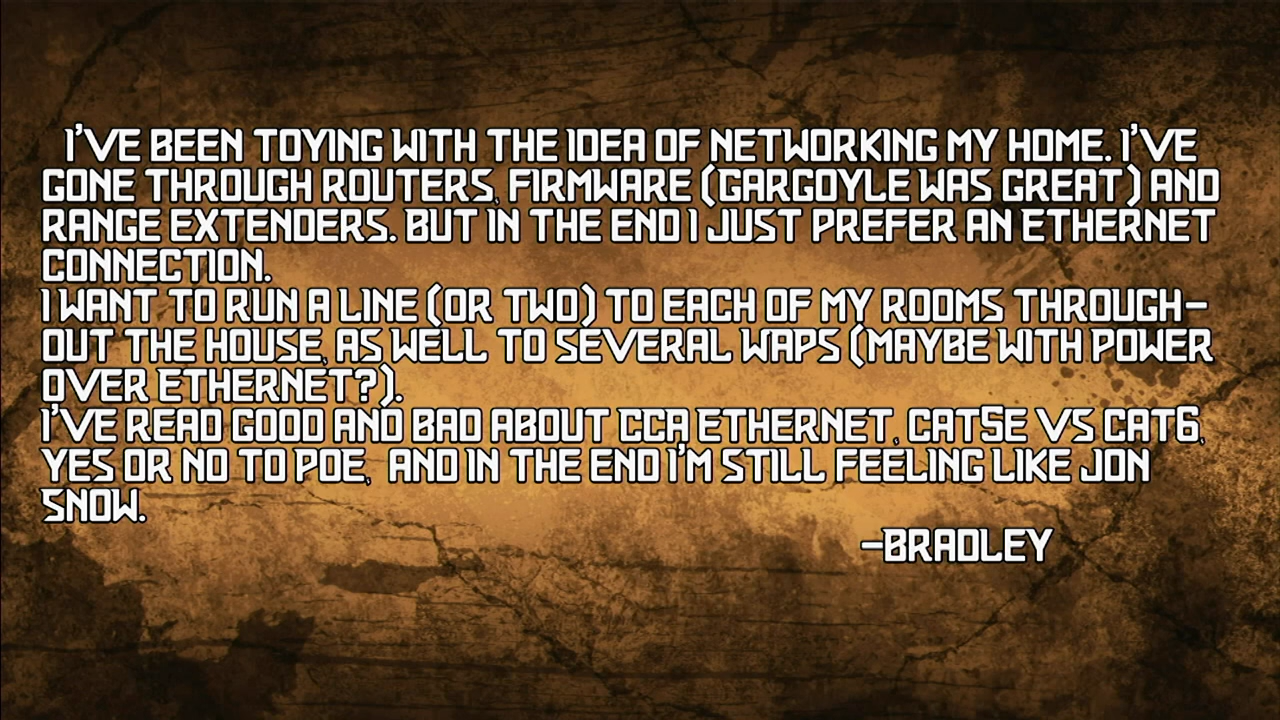 I'VE BEEN TOYING WITH THE IDEA OF NETWORKING MY HOME. I'VE
GONE THROUGH ROUTERS, FIRMWARE (GARGOYLE WAS GREAT) AND
RANGE EXTENDERS. BUT IN THE END I JUST PREFER AN ETHERNET
CONNECTION.
I WANT TO RUN A LINE (OR TWO) TO EACH OF MY ROOMS THROUGH-
OUT THE HOUSE, AS WELL TO SEVERAL WAPS (MAYBE WITH POWER
OVER ETHERNET?).
I'VE READ GOOD AND BAD ABOUT CCA ETHERNET, CAT5E VS CAT6,
YES OR NO TO POE, AND IN THE END I'M STILL FEELING LIKE JON
SNOW.
-BRADLEY